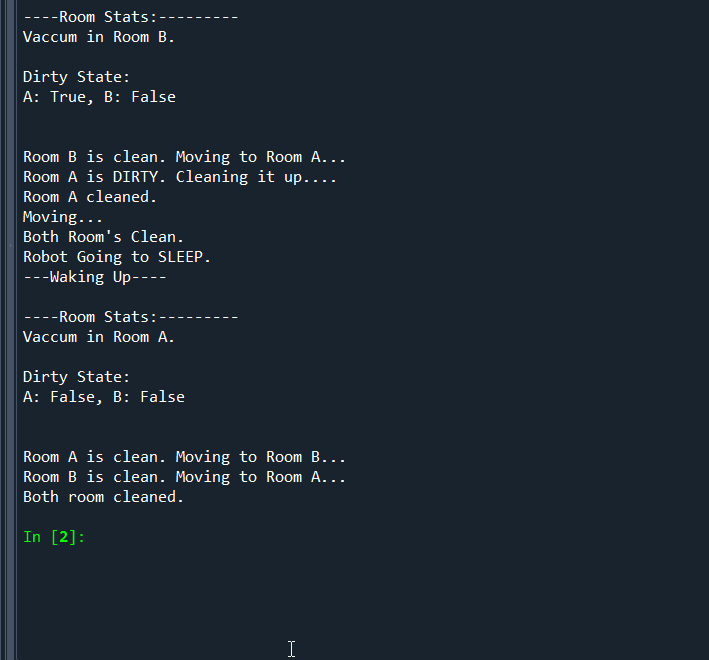 ----Room Stats:---------
Vaccum in Room B.
Dirty State:
A: True, B: False
Room B is clean. Moving to Room A...
Room A is DIRTY. Cleaning it up....
Room A cleaned.
Moving...
Both Room's Clean.
Robot Going to SLEEP.
---Waking Up----
----Room Stats:---------
Vaccum in Room A.
Dirty State:
A: False, B: False
Room A is clean. Moving to Room B...
Room B is clean. Moving to Room A...
Both room cleaned.
In [2]: